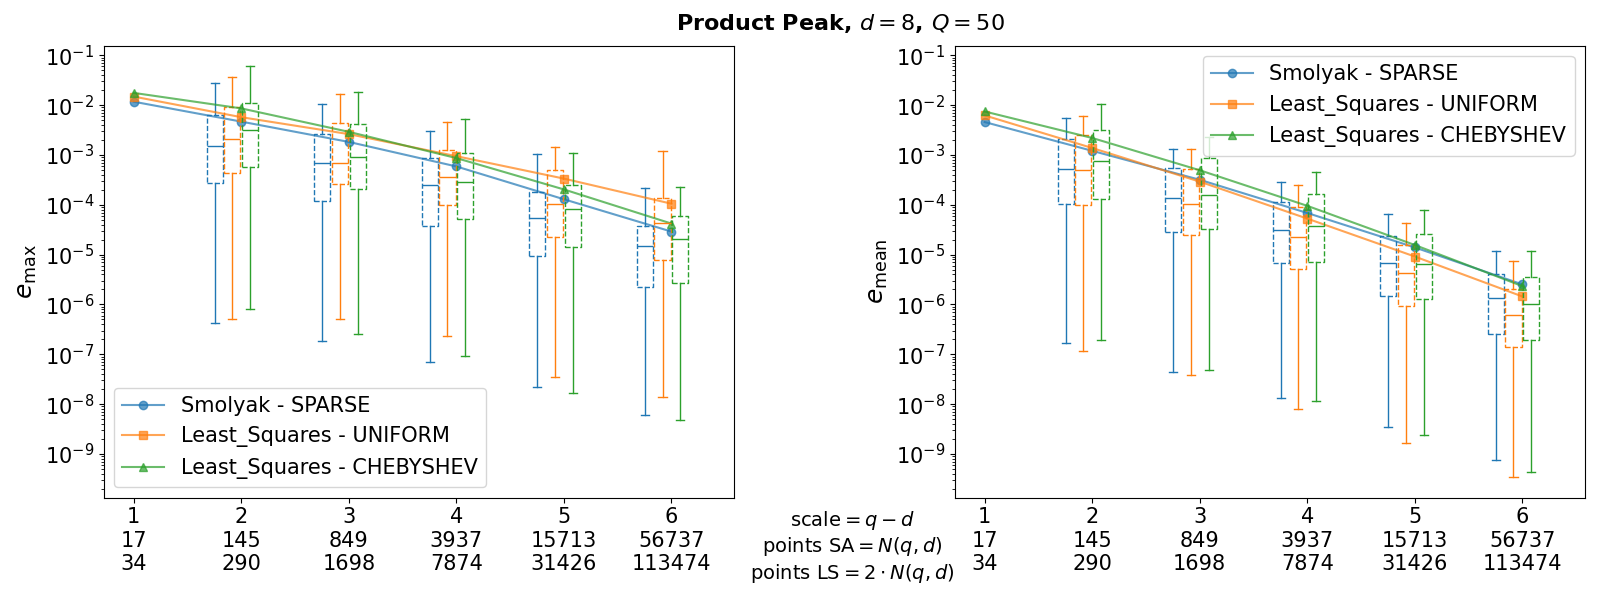 Product Peak, d = 8, Q = 50
10⁻¹
10⁻²
10⁻³
10⁻⁴
10⁻⁵
10⁻⁶
10⁻⁷
10⁻⁸
10⁻⁹
e_max
Smolyak - SPARSE
Least_Squares - UNIFORM
Least_Squares - CHEBYSHEV
1 2 3 4 5 6
17 145 849 3937 15713 56737
34 290 1698 7874 31426 113474
scale = q − d
points SA = N(q, d)
points LS = 2 · N(q, d)
10⁻¹
10⁻²
10⁻³
10⁻⁴
10⁻⁵
10⁻⁶
10⁻⁷
10⁻⁸
10⁻⁹
e_mean
Smolyak - SPARSE
Least_Squares - UNIFORM
Least_Squares - CHEBYSHEV
1 2 3 4 5 6
17 145 849 3937 15713 56737
34 290 1698 7874 31426 113474